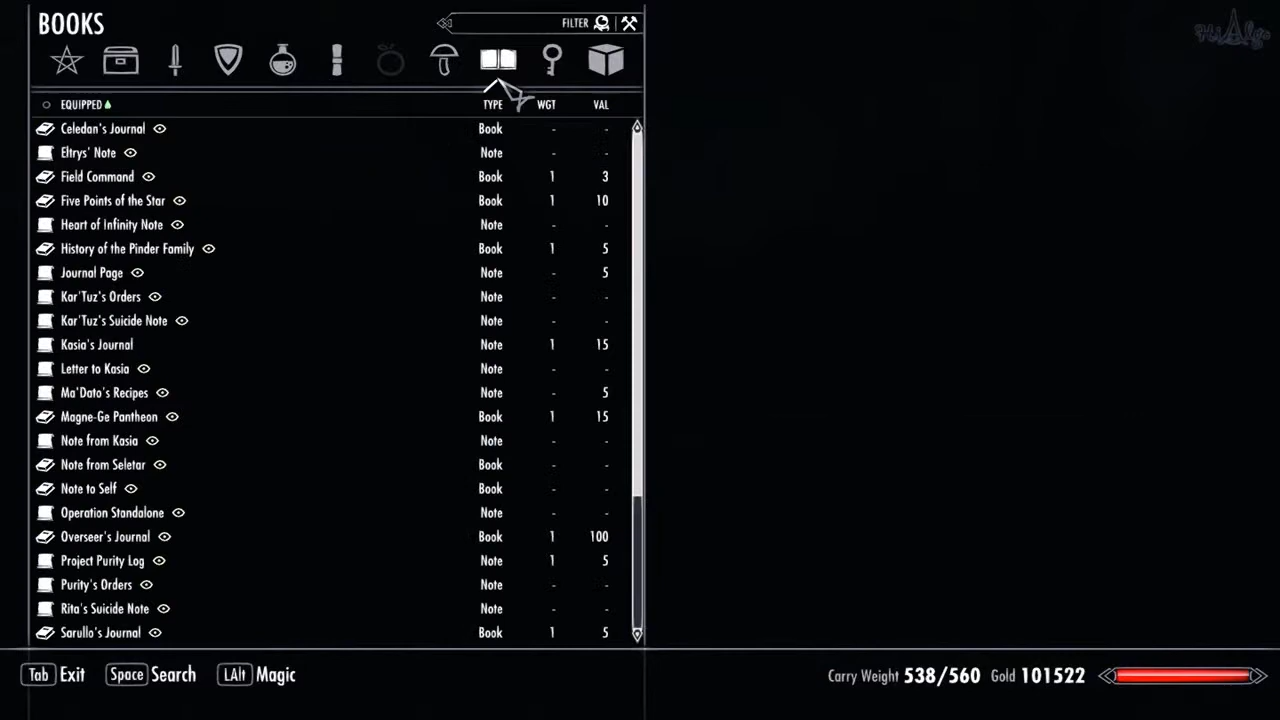 BOOKS
FILTER
HiAlgo
EQUIPPED TYPE WGT VAL
Celedan's Journal Book - -
Eltrys' Note Note - -
Field Command Book 1 3
Five Points of the Star Book 1 10
Heart of Infinity Note Note - -
History of the Pinder Family Book 1 5
Journal Page Note - 5
Kar'Tuz's Orders Note - -
Kar'Tuz's Suicide Note Note - -
Kasia's Journal Note 1 15
Letter to Kasia Note - -
Ma'Dato's Recipes Note - 5
Magne-Ge Pantheon Book 1 15
Note from Kasia Note - -
Note from Seletar Book - -
Note to Self Book - -
Operation Standalone Note - -
Overseer's Journal Book 1 100
Project Purity Log Note 1 5
Purity's Orders Note - -
Rita's Suicide Note Note - -
Sarullo's Journal Book 1 5
Tab Exit Space Search LAlt Magic Carry Weight 538/560 Gold 101522